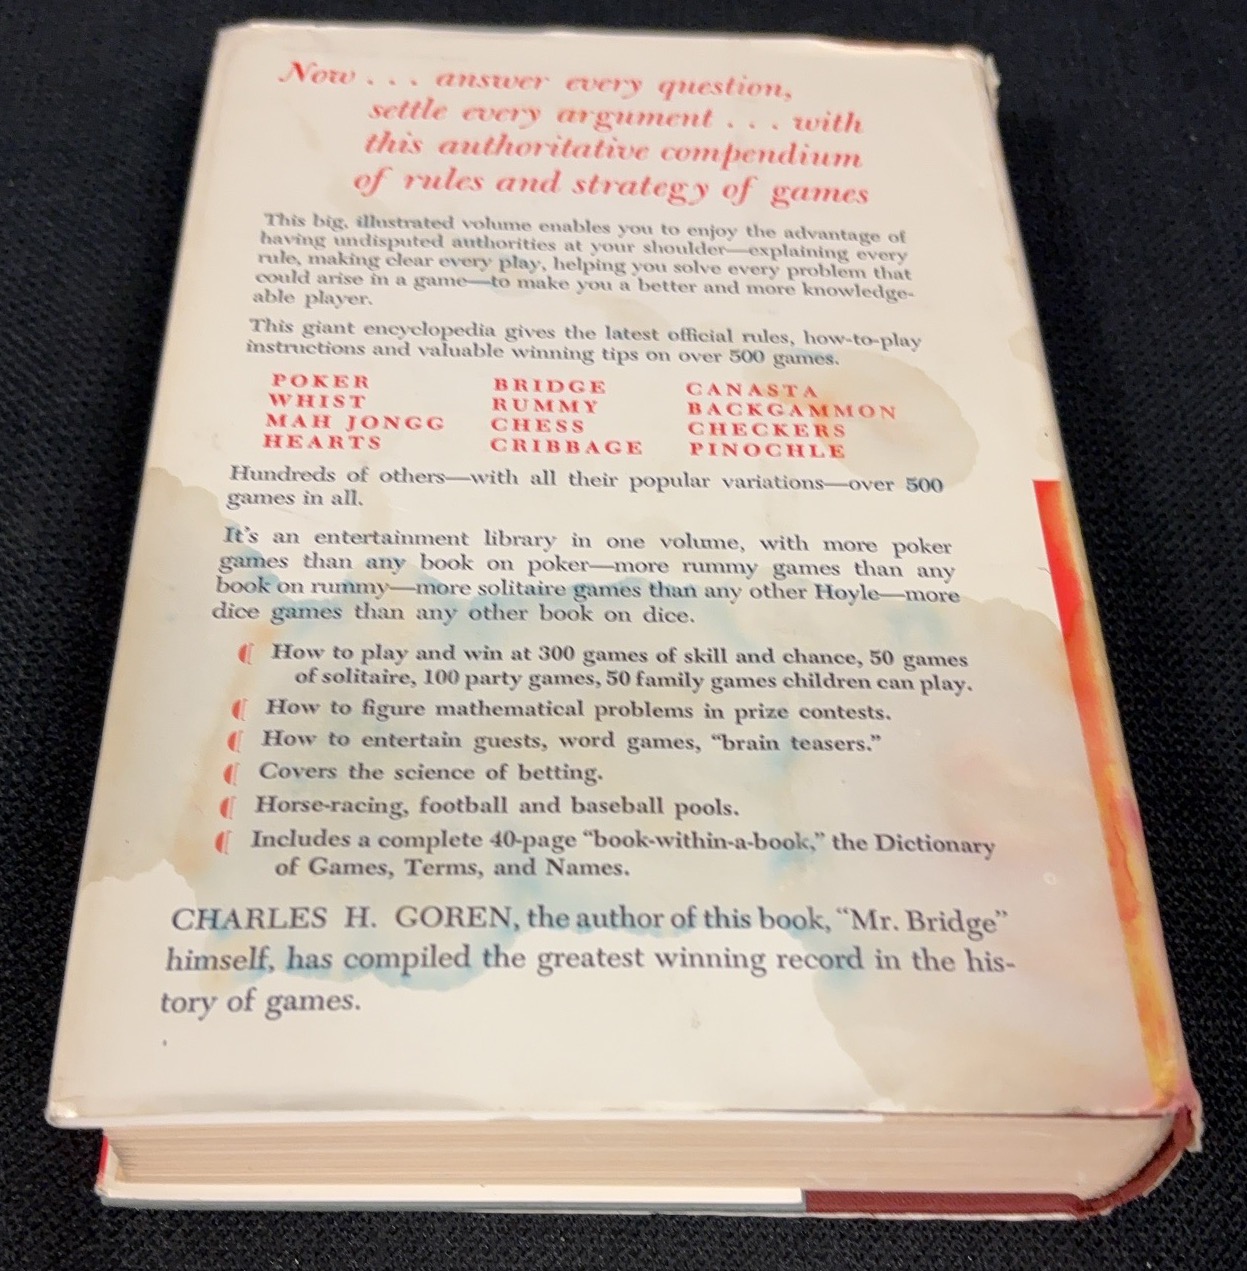 Now . . . answer every question,
settle every argument . . . with
this authoritative compendium
of rules and strategy of games
This big, illustrated volume enables you to enjoy the advantage of
having undisputed authorities at your shoulder—explaining every
rule, making clear every play, helping you solve every problem that
could arise in a game—to make you a better and more knowledge-
able player.
This giant encyclopedia gives the latest official rules, how-to-play
instructions and valuable winning tips on over 500 games.
POKER BRIDGE CANASTA
WHIST RUMMY BACKGAMMON
MAH JONGG CHESS CHECKERS
HEARTS CRIBBAGE PINOCHLE
Hundreds of others—with all their popular variations—over 500
games in all.
It's an entertainment library in one volume, with more poker
games than any book on poker—more rummy games than any
book on rummy—more solitaire games than any other Hoyle—more
dice games than any other book on dice.
¶ How to play and win at 300 games of skill and chance, 50 games
of solitaire, 100 party games, 50 family games children can play.
¶ How to figure mathematical problems in prize contests.
¶ How to entertain guests, word games, “brain teasers.”
¶ Covers the science of betting.
¶ Horse-racing, football and baseball pools.
¶ Includes a complete 40-page “book-within-a-book,” the Dictionary
of Games, Terms, and Names.
CHARLES H. GOREN, the author of this book, “Mr. Bridge”
himself, has compiled the greatest winning record in the his-
tory of games.